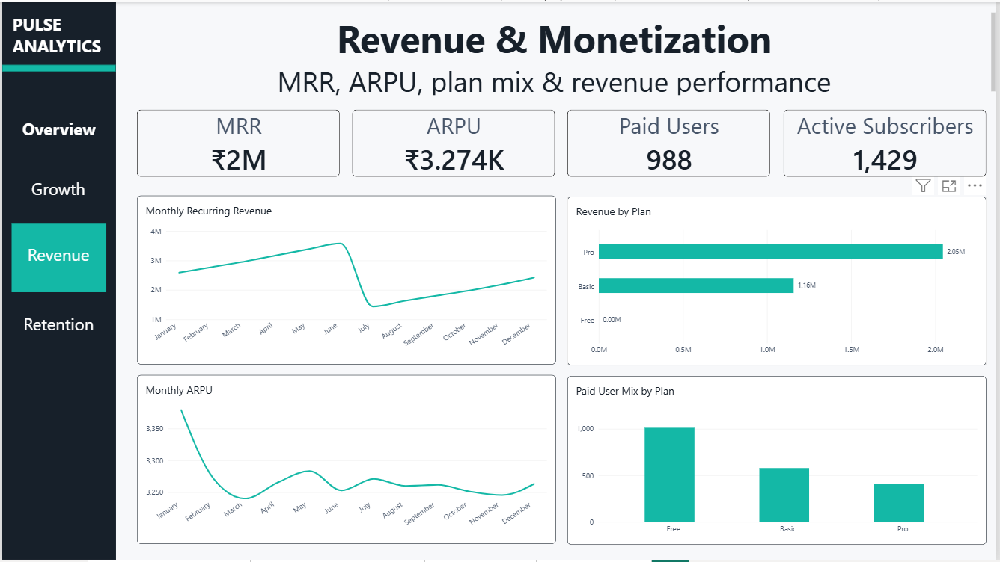 PULSE
ANALYTICS
Overview
Growth
Revenue
Retention
Revenue & Monetization
MRR, ARPU, plan mix & revenue performance
MRR
₹2M
ARPU
₹3.274K
Paid Users
988
Active Subscribers
1,429
Monthly Recurring Revenue
4M
3M
2M
1M
January February March April May June July August September October November December
Revenue by Plan
Pro 2.05M
Basic 1.16M
Free 0.00M
0.0M 0.5M 1.0M 1.5M 2.0M
Monthly ARPU
3,350
3,300
3,250
January February March April May June July August September October November December
Paid User Mix by Plan
1,000
500
0
Free Basic Pro